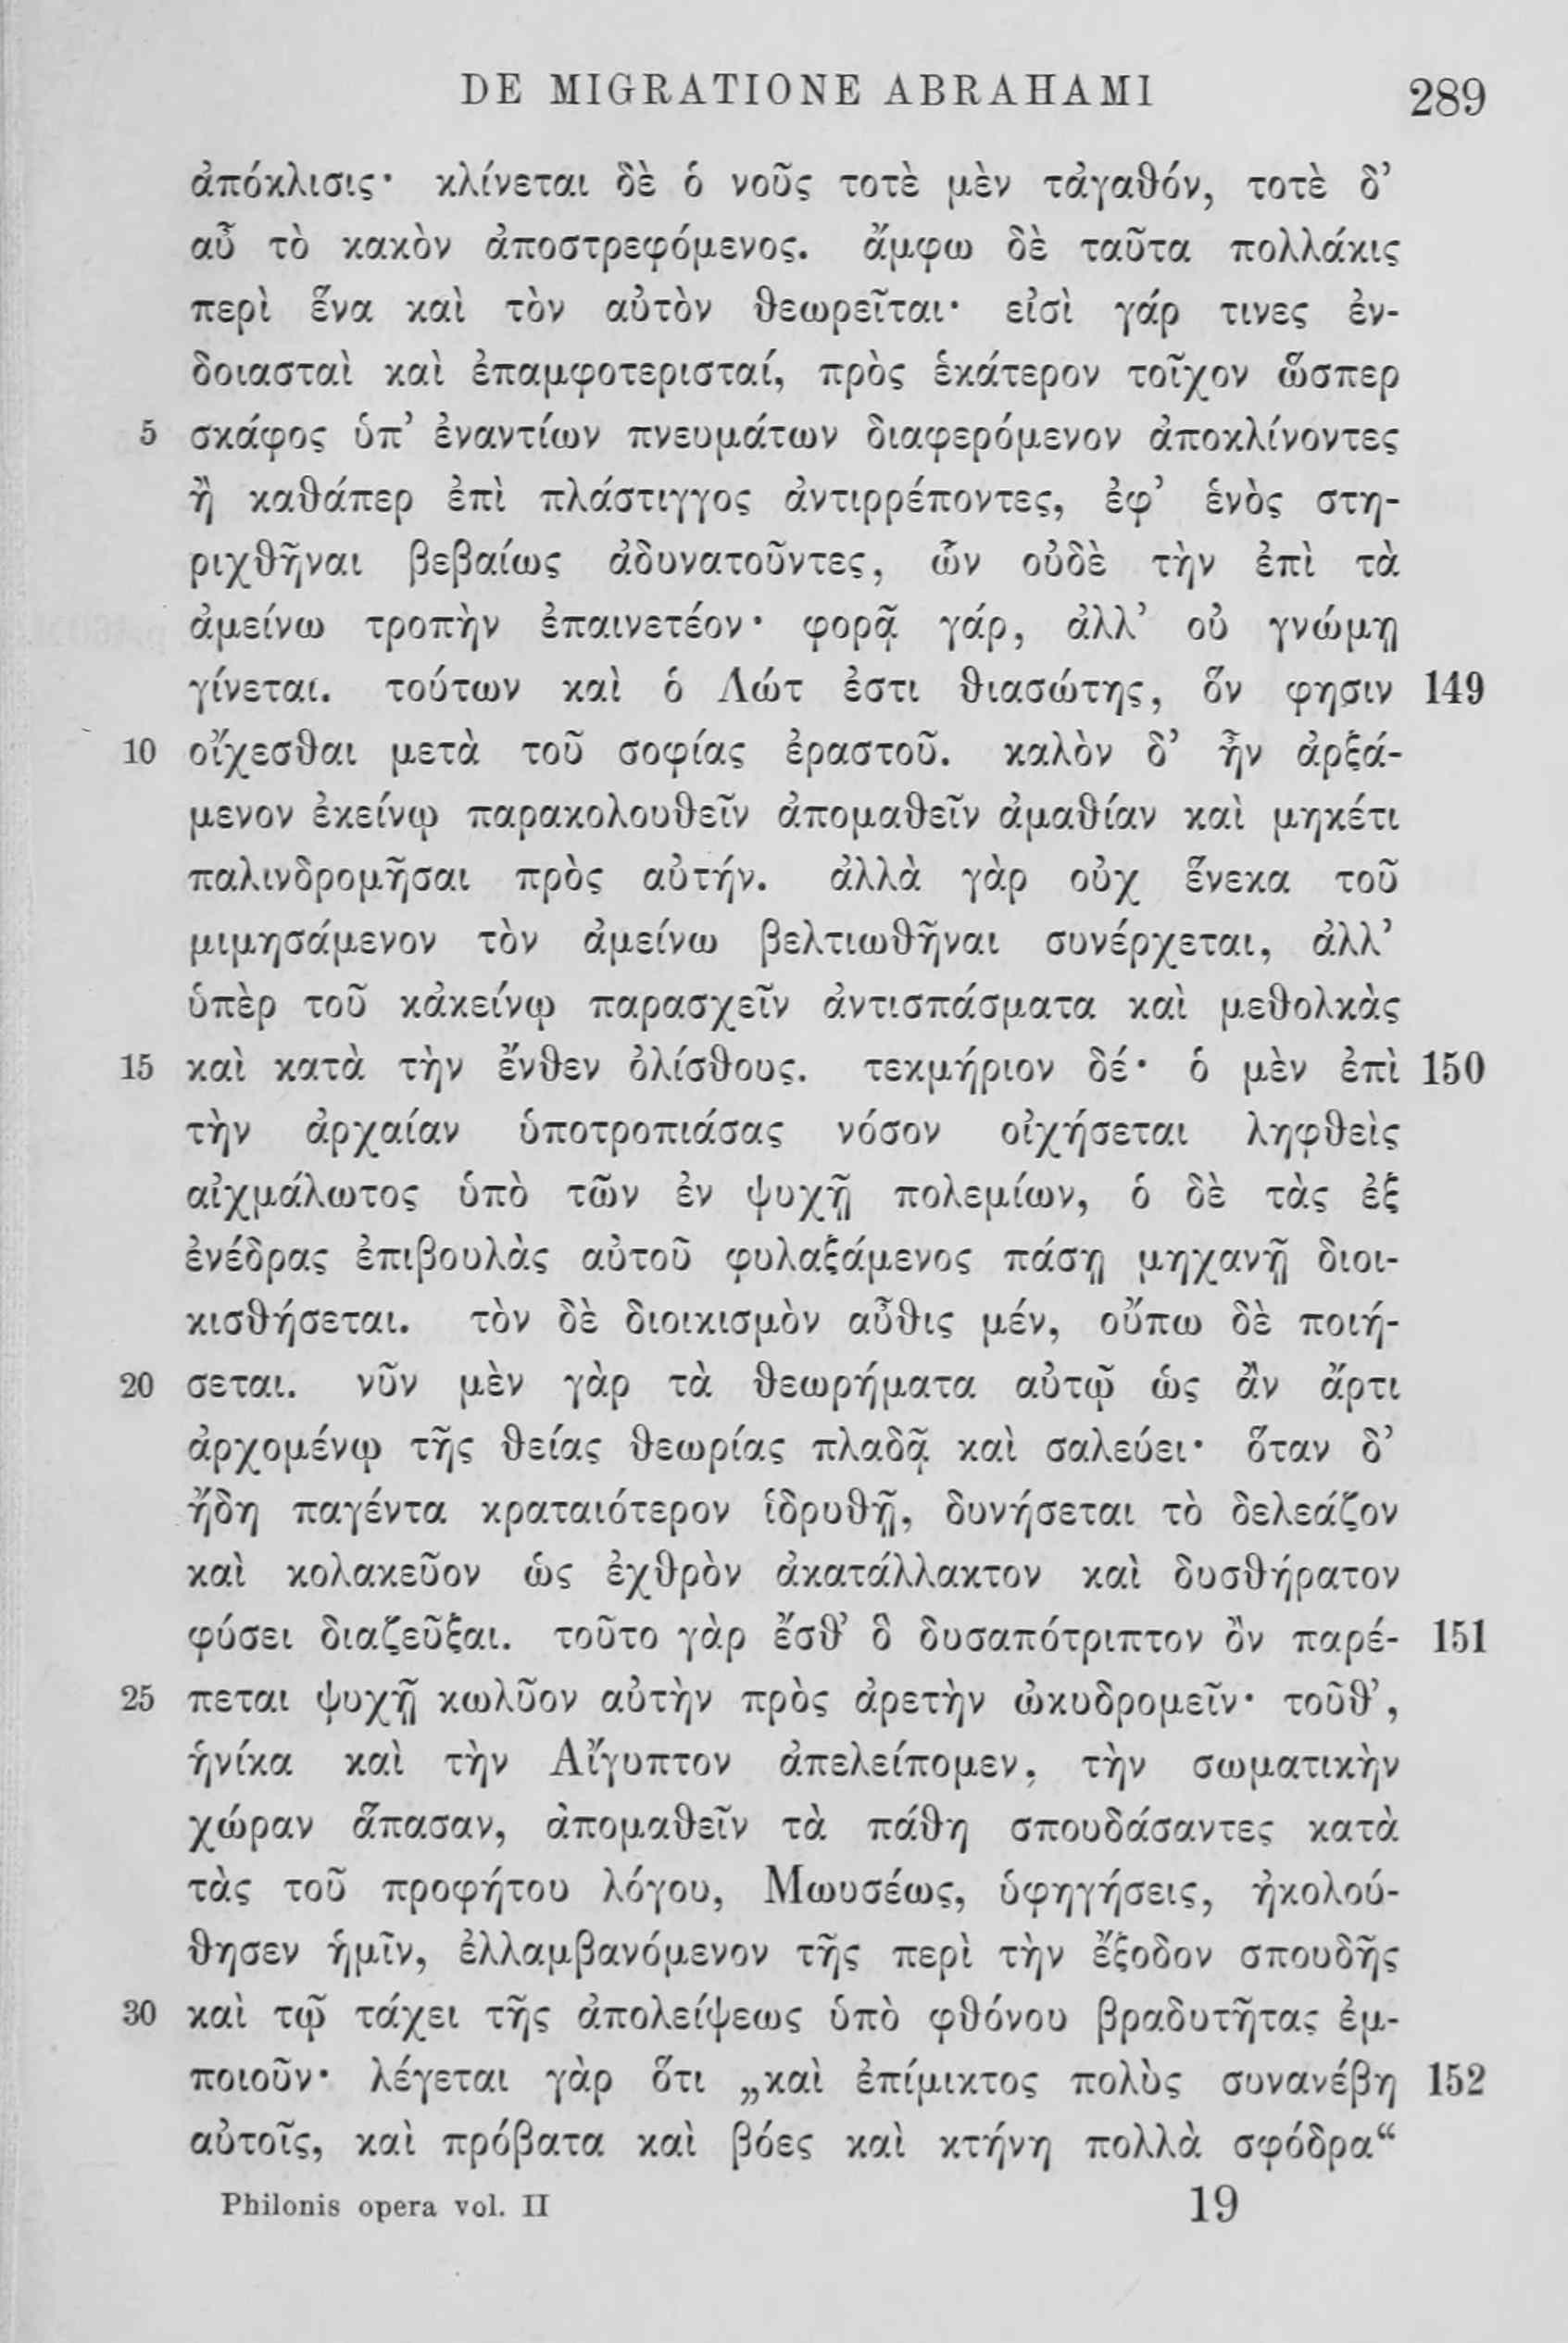 DE MIGRATIONE ABRAHAMI 289
ἀπόκλισις· κλίνεται δὲ ὁ νοῦς τοτὲ μὲν τἀγαθόν, τοτὲ δ’
αὖ τὸ κακὸν ἀποστρεφόμενος. ἄμφω δὲ ταῦτα πολλάκις
περὶ ἕνα καὶ τὸν αὐτὸν θεωρεῖται· εἰσὶ γάρ τινες ἐν-
δοιασταὶ καὶ ἐπαμφοτερισταί, πρὸς ἑκάτερον τοῖχον ὥσπερ
5 σκάφος ὑπ’ ἐναντίων πνευμάτων διαφερόμενον ἀποκλίνοντες
ἢ καθάπερ ἐπὶ πλάστιγγος ἀντιρρέποντες, ἐφ’ ἑνὸς στη-
ριχθῆναι βεβαίως ἀδυνατοῦντες, ὧν οὐδὲ τὴν ἐπὶ τὰ
ἀμείνω τροπὴν ἐπαινετέον· φορᾷ γάρ, ἀλλ’ οὐ γνώμῃ
γίνεται. τούτων καὶ ὁ Λώτ ἐστι θιασώτης, ὅν φησιν 149
10 οἴχεσθαι μετὰ τοῦ σοφίας ἐραστοῦ. καλὸν δ’ ἦν ἀρξά-
μενον ἐκείνῳ παρακολουθεῖν ἀπομαθεῖν ἀμαθίαν καὶ μηκέτι
παλινδρομῆσαι πρὸς αὐτήν. ἀλλὰ γὰρ οὐχ ἕνεκα τοῦ
μιμησάμενον τὸν ἀμείνω βελτιωθῆναι συνέρχεται, ἀλλ’
ὑπὲρ τοῦ κἀκείνῳ παρασχεῖν ἀντισπάσματα καὶ μεθολκὰς
15 καὶ κατὰ τὴν ἔνθεν ὀλίσθους. τεκμήριον δέ· ὁ μὲν ἐπὶ 150
τὴν ἀρχαίαν ὑποτροπιάσας νόσον οἰχήσεται ληφθεὶς
αἰχμάλωτος ὑπὸ τῶν ἐν ψυχῇ πολεμίων, ὁ δὲ τὰς ἐξ
ἐνέδρας ἐπιβουλὰς αὐτοῦ φυλαξάμενος πάσῃ μηχανῇ διοι-
κισθήσεται. τὸν δὲ διοικισμὸν αὖθις μέν, οὔπω δὲ ποιή-
20 σεται. νῦν μὲν γὰρ τὰ θεωρήματα αὐτῷ ὡς ἂν ἄρτι
ἀρχομένῳ τῆς θείας θεωρίας πλαδᾷ καὶ σαλεύει· ὅταν δ’
ἤδη παγέντα κραταιότερον ἱδρυθῇ, δυνήσεται τὸ δελεάζον
καὶ κολακεῦον ὡς ἐχθρὸν ἀκατάλλακτον καὶ δυσθήρατον
φύσει διαζεῦξαι. τοῦτο γὰρ ἔσθ’ ὃ δυσαπότριπτον ὂν παρέ- 151
25 πεται ψυχῇ κωλῦον αὐτὴν πρὸς ἀρετὴν ὠκυδρομεῖν· τοῦθ’,
ἡνίκα καὶ τὴν Αἴγυπτον ἀπελείπομεν, τὴν σωματικὴν
χώραν ἅπασαν, ἀπομαθεῖν τὰ πάθη σπουδάσαντες κατὰ
τὰς τοῦ προφήτου λόγου, Μωυσέως, ὑφηγήσεις, ἠκολού-
θησεν ἡμῖν, ἐλλαμβανόμενον τῆς περὶ τὴν ἔξοδον σπουδῆς
30 καὶ τῷ τάχει τῆς ἀπολείψεως ὑπὸ φθόνου βραδυτῆτας ἐμ-
ποιοῦν· λέγεται γὰρ ὅτι „καὶ ἐπίμικτος πολὺς συνανέβη 152
αὐτοῖς, καὶ πρόβατα καὶ βόες καὶ κτήνη πολλὰ σφόδρα“
Philonis opera vol. II 19